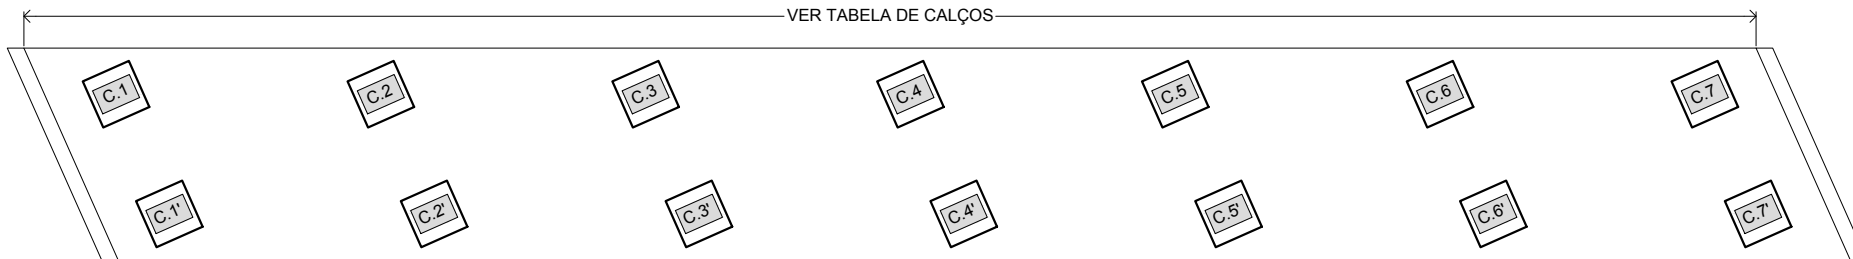 VER TABELA DE CALÇOS
C.1 C.2 C.3 C.4 C.5 C.6 C.7
C.1' C.2' C.3' C.4' C.5' C.6' C.7'